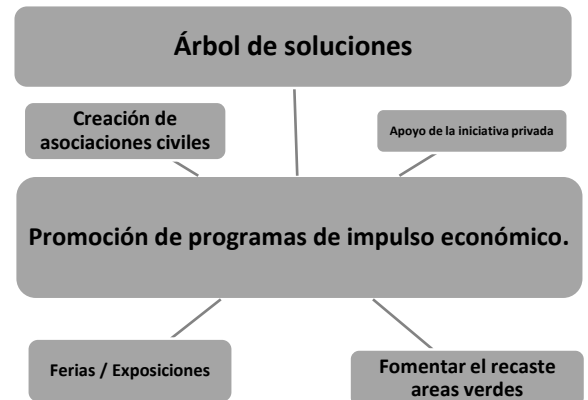 Árbol de soluciones
Creación de
asociaciones civiles
Apoyo de la iniciativa privada
Promoción de programas de impulso económico.
Ferias / Exposiciones
Fomentar el recaste
areas verdes